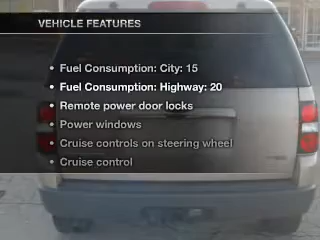 VEHICLE FEATURES
• Fuel Consumption: City: 15
• Fuel Consumption: Highway: 20
• Remote power door locks
• Power windows
• Cruise controls on steering wheel
• Cruise control